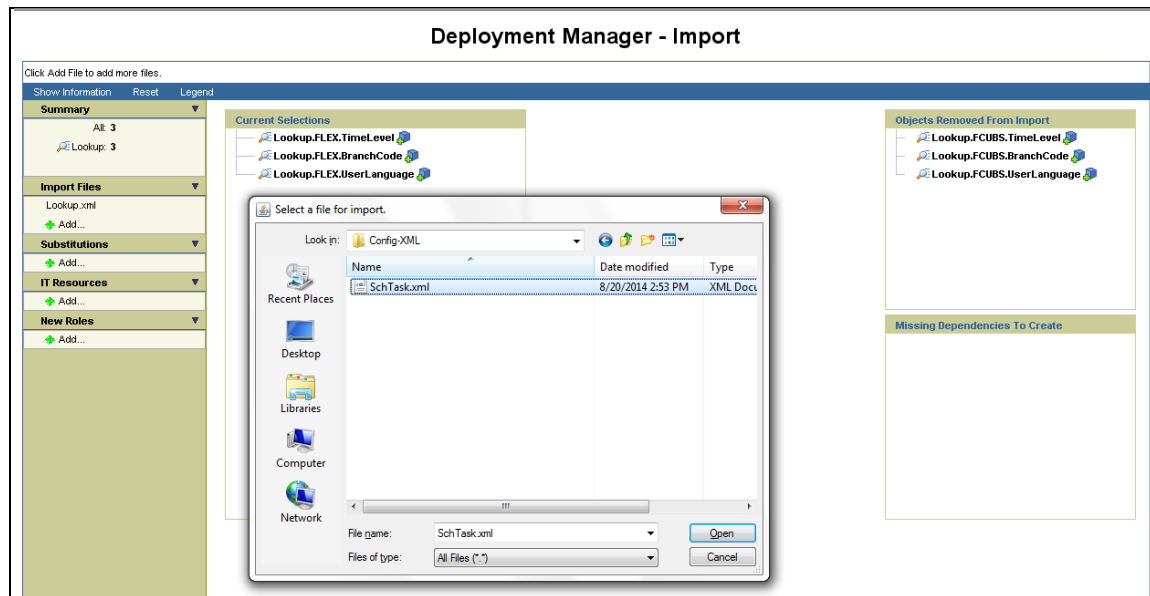 Deployment Manager - Import
Click Add File to add more files.
Show Information Reset Legend
Summary
All: 3
Lookup: 3
Import Files
Lookup.xml
Add...
Substitutions
Add...
IT Resources
Add...
New Roles
Add...
Current Selections
Lookup.FLEX.TimeLevel
Lookup.FLEX.BranchCode
Lookup.FLEX.UserLanguage
Objects Removed From Import
Lookup.FCUBS.TimeLevel
Lookup.FCUBS.BranchCode
Lookup.FCUBS.UserLanguage
Missing Dependencies To Create
Select a file for import.
Look in: Config-XML
Recent Places
Desktop
Libraries
Computer
Network
Name Date modified Type
SchTask.xml 8/20/2014 2:53 PM XML Docu
File name: SchTask.xml Open
Files of type: All Files (*.*) Cancel